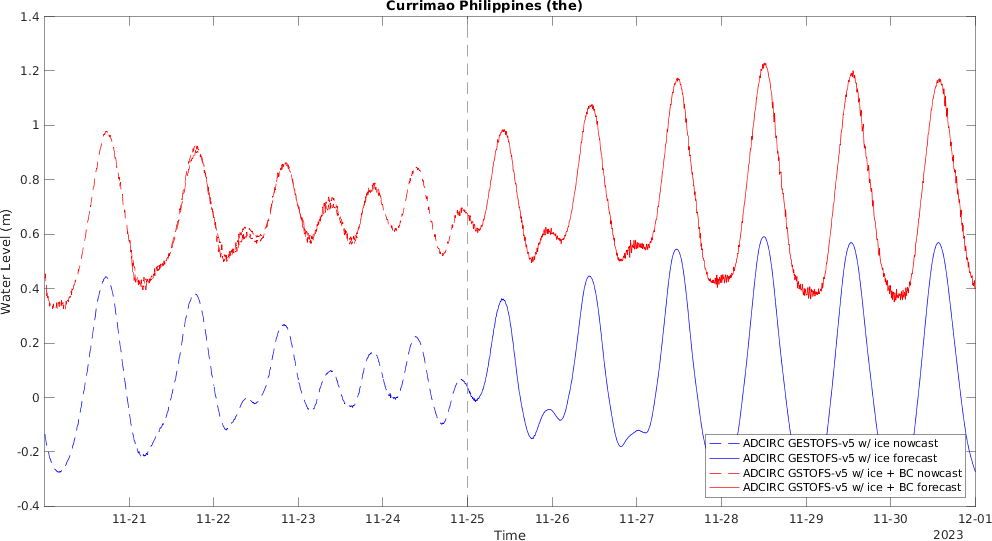 Currimao Philippines (the)
1.4
1.2
1
0.8
0.6
0.4
0.2
0
-0.2
-0.4
Water Level (m)
ADCIRC GESTOFS-v5 w/ ice nowcast
ADCIRC GESTOFS-v5 w/ ice forecast
ADCIRC GSTOFS-v5 w/ ice + BC nowcast
ADCIRC GSTOFS-v5 w/ ice + BC forecast
11-21 11-22 11-23 11-24 11-25 11-26 11-27 11-28 11-29 11-30 12-01
Time
2023